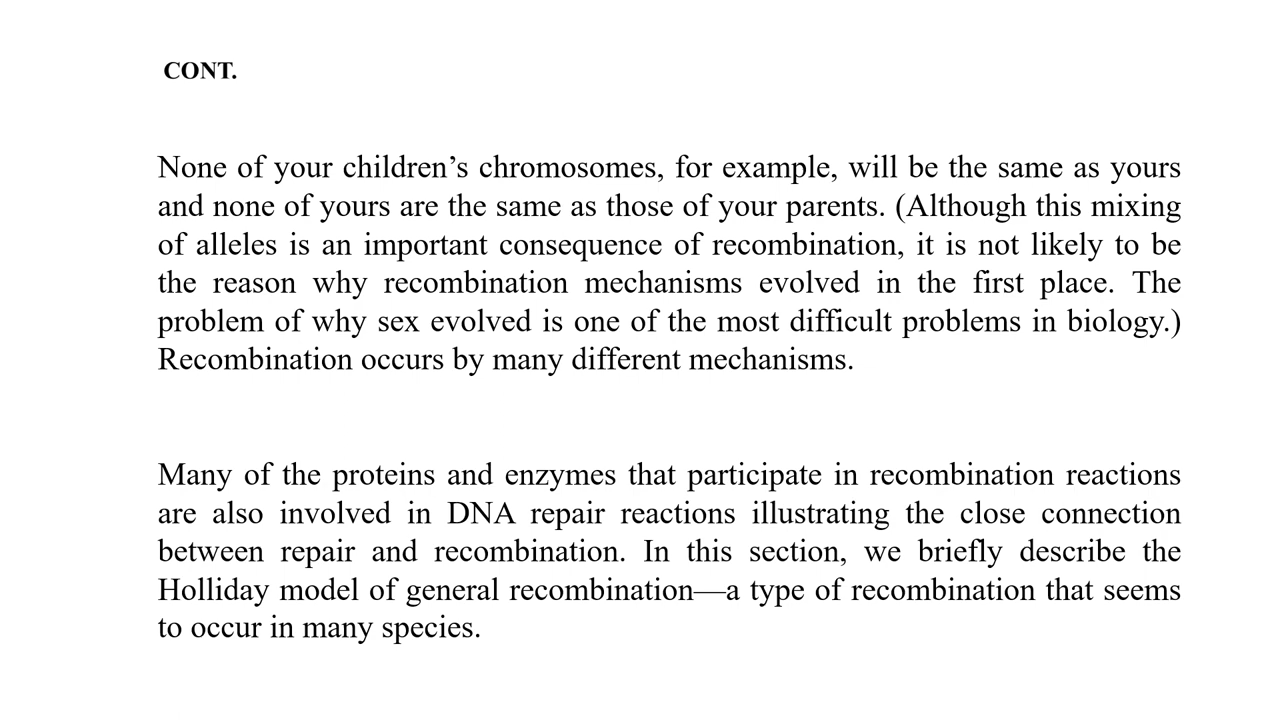 CONT.
None of your children’s chromosomes, for example, will be the same as yours
and none of yours are the same as those of your parents. (Although this mixing
of alleles is an important consequence of recombination, it is not likely to be
the reason why recombination mechanisms evolved in the first place. The
problem of why sex evolved is one of the most difficult problems in biology.)
Recombination occurs by many different mechanisms.
Many of the proteins and enzymes that participate in recombination reactions
are also involved in DNA repair reactions illustrating the close connection
between repair and recombination. In this section, we briefly describe the
Holliday model of general recombination—a type of recombination that seems
to occur in many species.